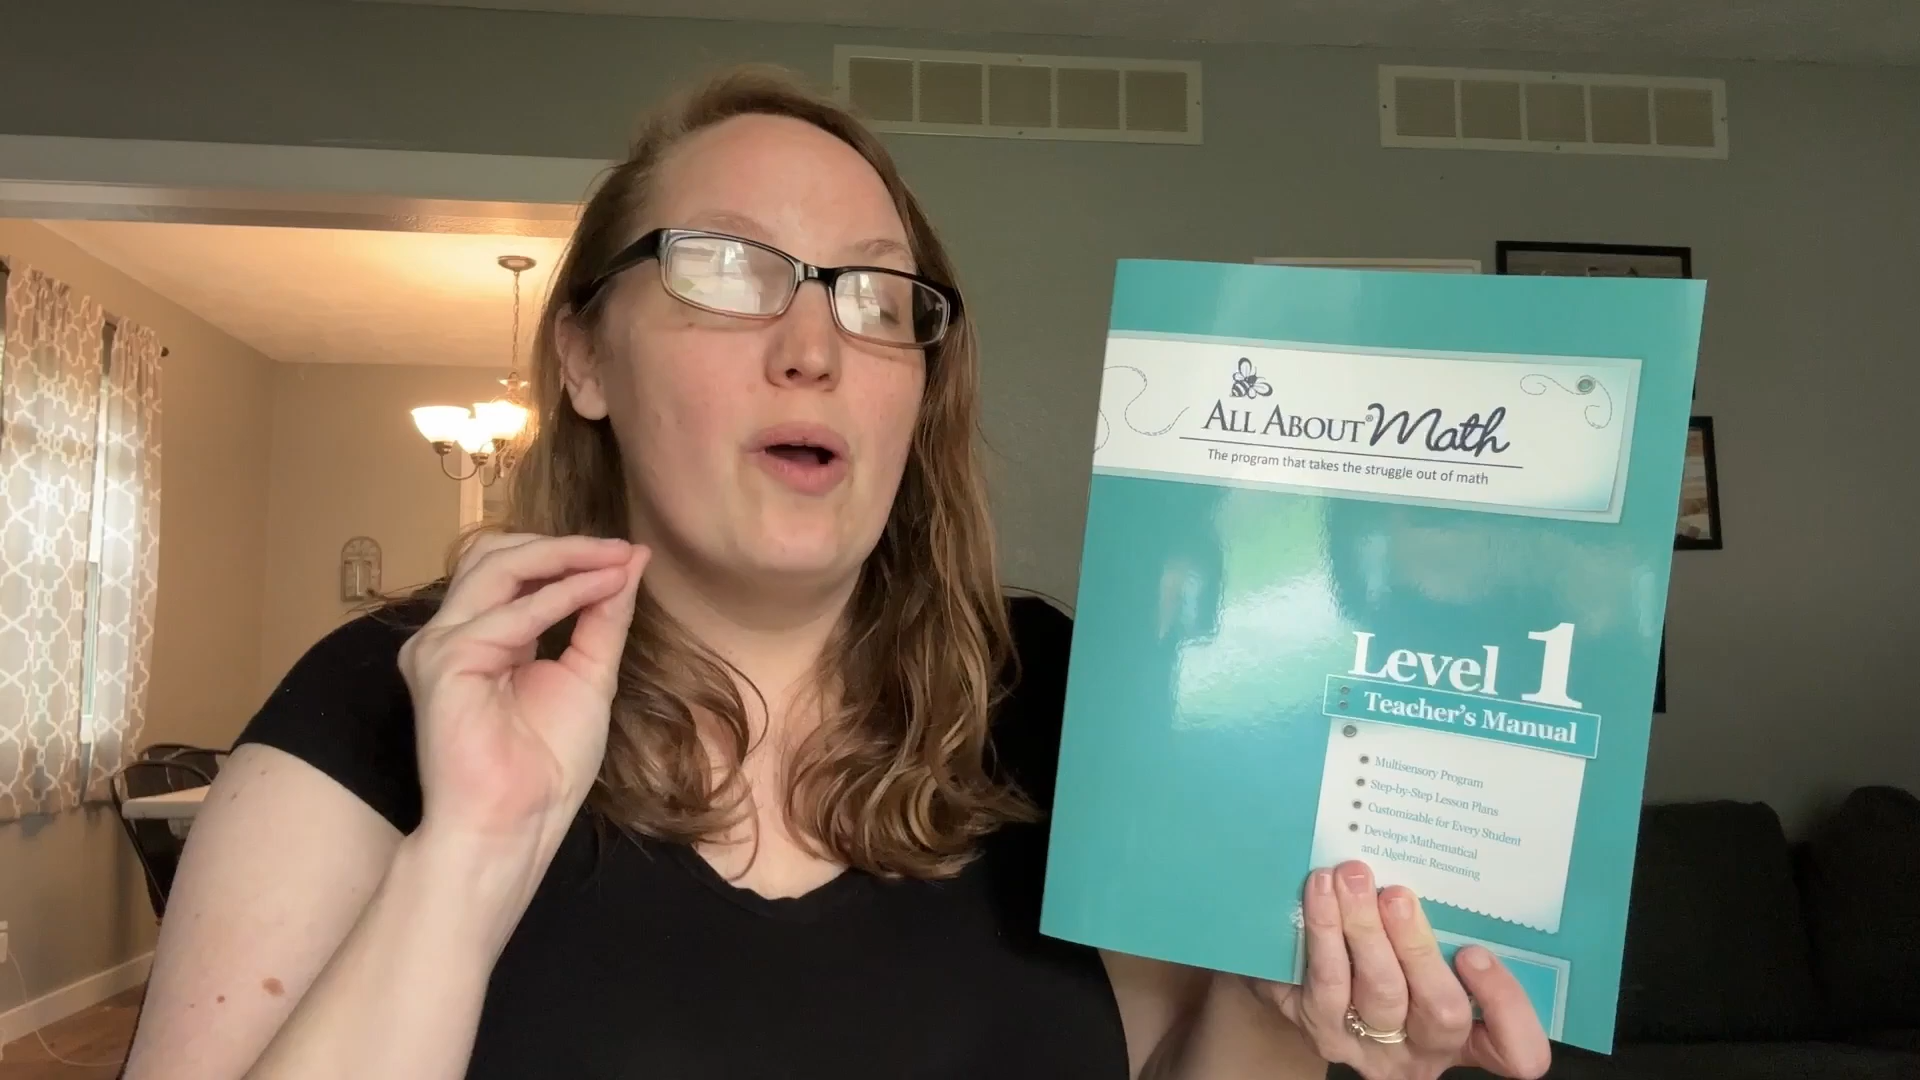 All About® Math
The program that takes the struggle out of math
Level 1
Teacher's Manual
Multisensory Program
Step-by-Step Lesson Plans
Customizable for Every Student
Develops Mathematical
and Algebraic Reasoning